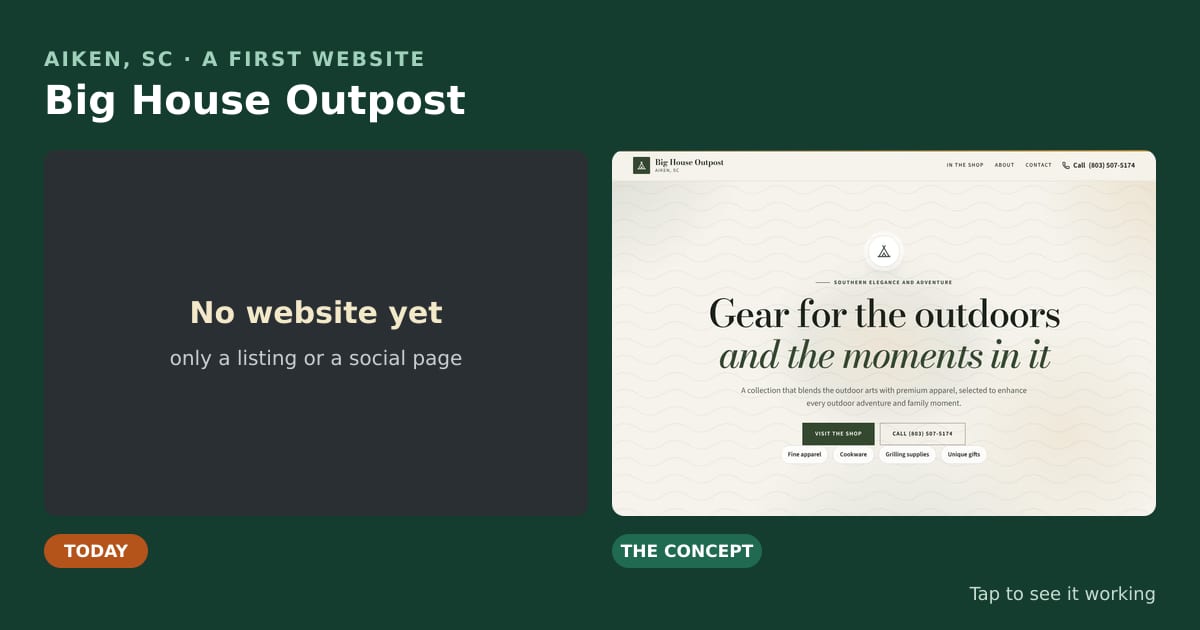 AIKEN, SC · A FIRST WEBSITE
Big House Outpost
No website yet
only a listing or a social page
TODAY
Big House Outpost
AIKEN, SC
IN THE SHOP ABOUT CONTACT Call (803) 507-5174
SOUTHERN ELEGANCE AND ADVENTURE
Gear for the outdoors
and the moments in it
A collection that blends the outdoor arts with premium apparel, selected to enhance
every outdoor adventure and family moment.
VISIT THE SHOP CALL (803) 507-5174
Fine apparel Cookware Grilling supplies Unique gifts
THE CONCEPT
Tap to see it working